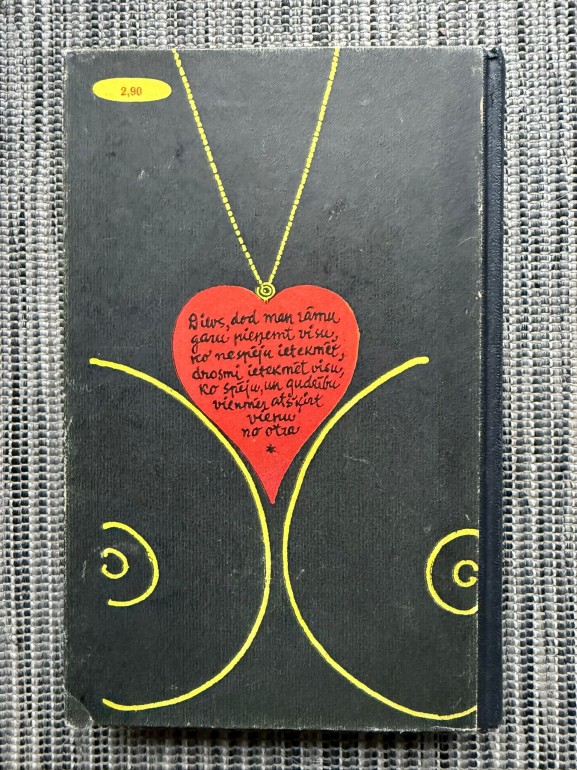 2,90
Dievs, dod man rāmu
garu pieņemt visu,
ko nespēju ietekmēt,
drosmi ietekmēt visu,
ko spēju, un gudrību
vienmēr atšķirt
vienu
no otra
*